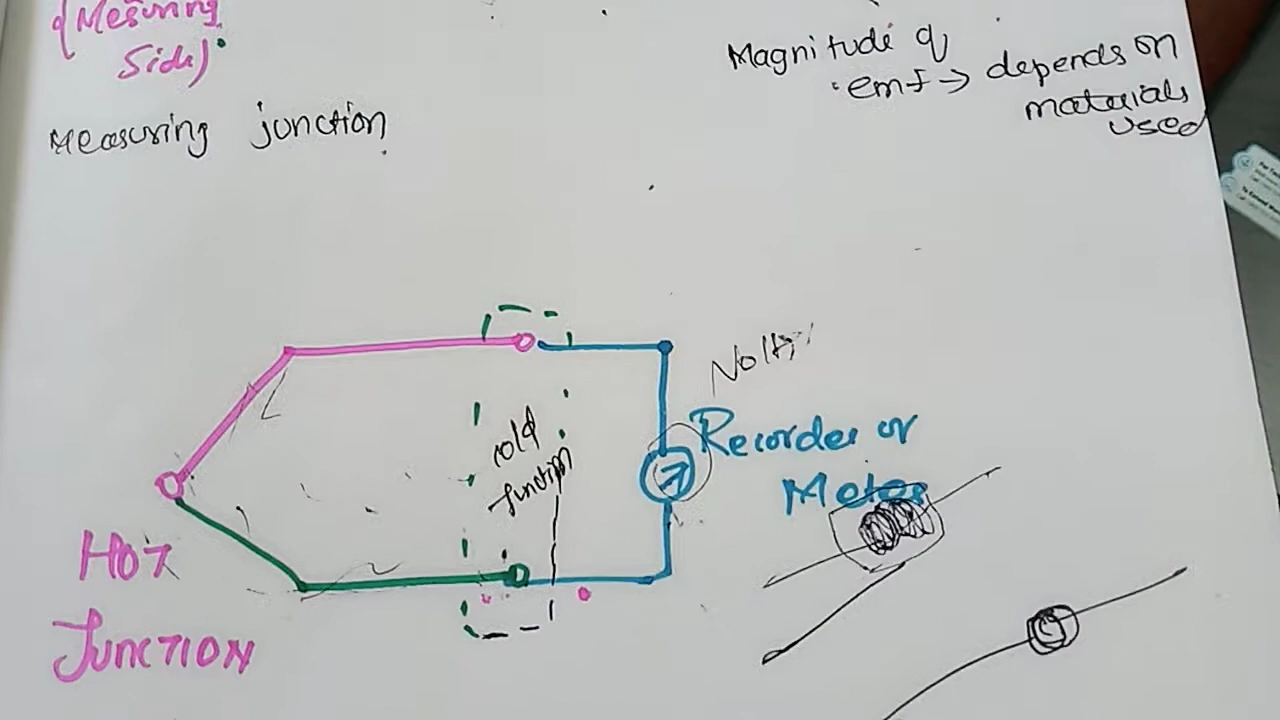 (Mesuring
Side)
Measuring junction
Magnitude of
emf → depends on
materials
used
cold
junction
Recorder or
Meter
HOT
JUNCTION